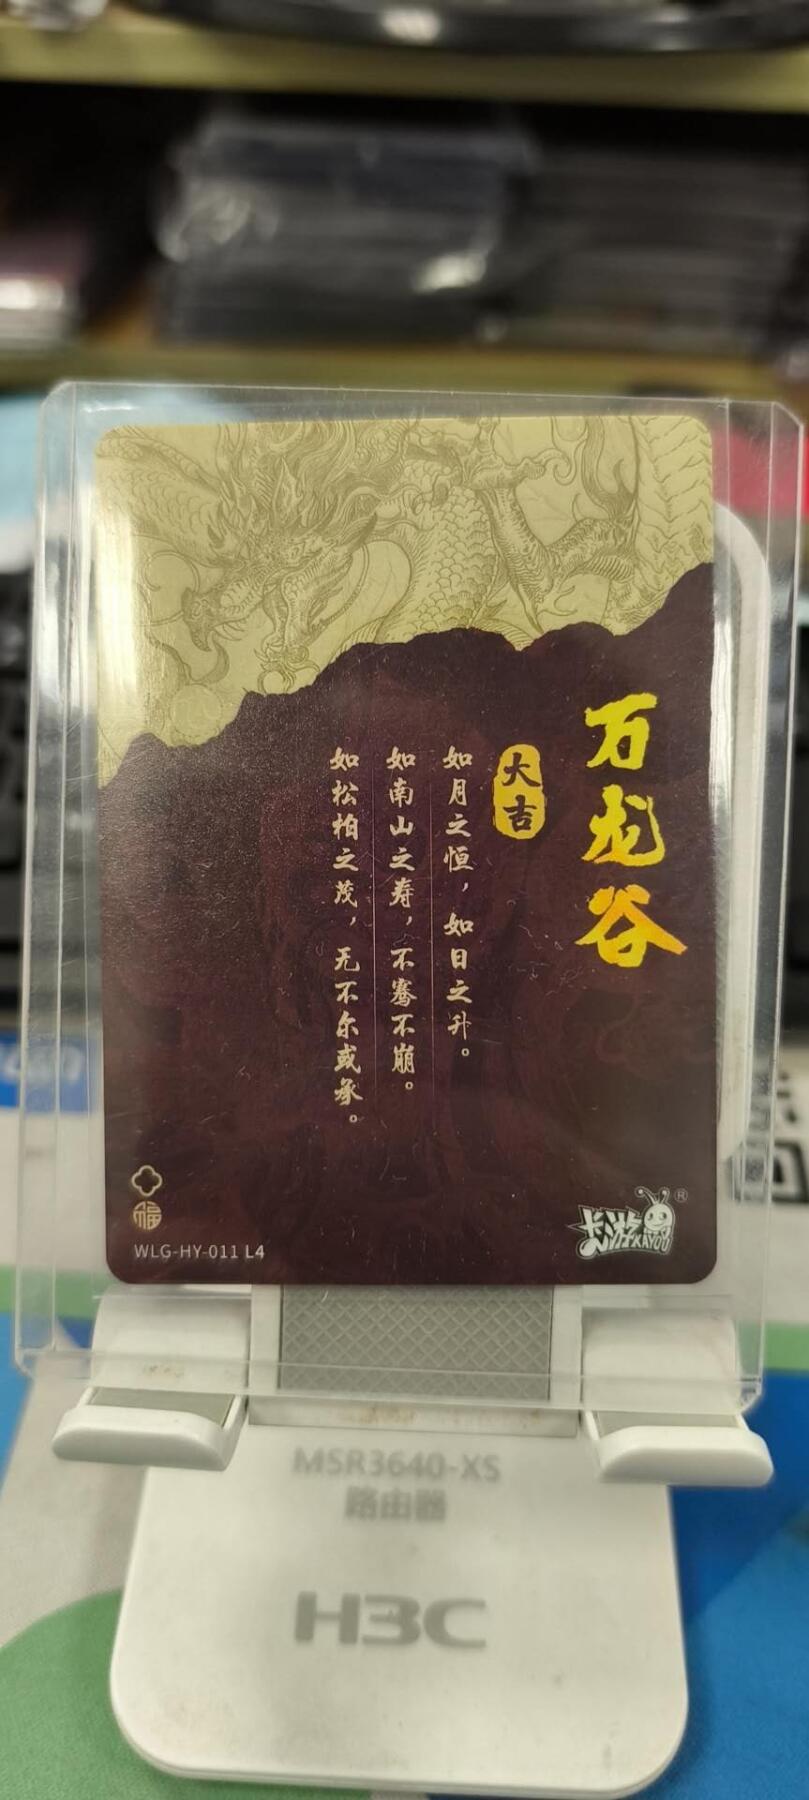 万龙谷
大吉
如月之恒，如日之升。
如南山之寿，不骞不崩。
如松柏之茂，无不尔或承。
福
WLG-HY-011 L4
卡游 KAYOU ®
MSR3640-XS
路由器
H3C